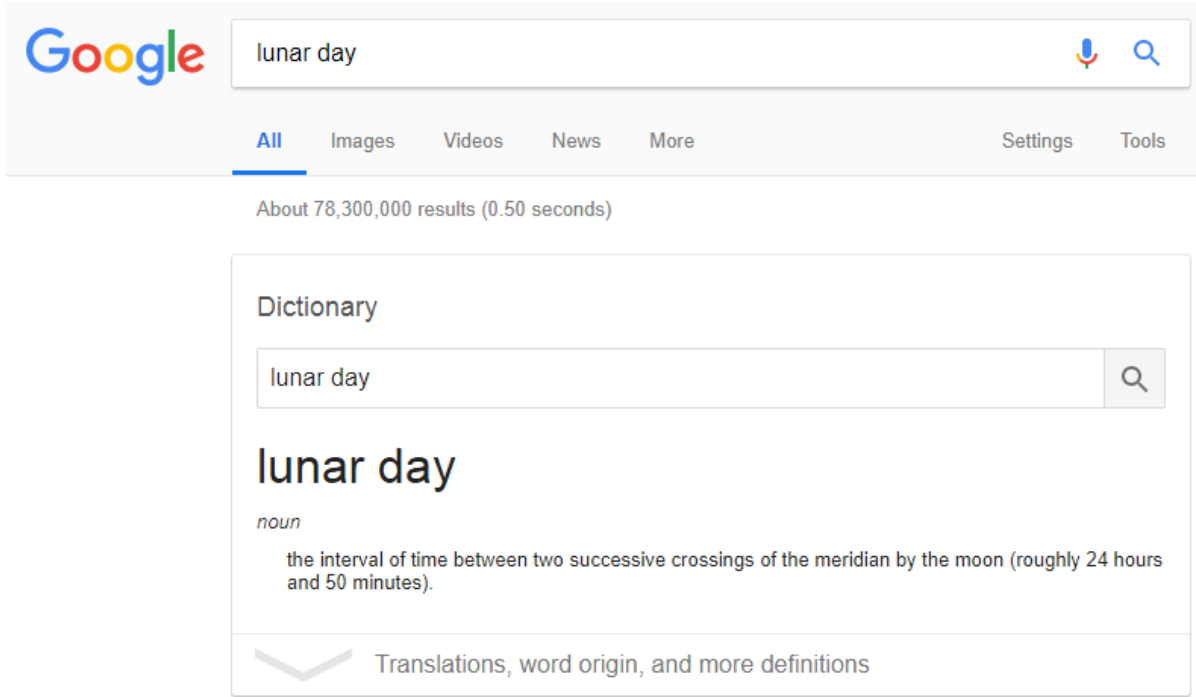 Google lunar day
All Images Videos News More Settings Tools
About 78,300,000 results (0.50 seconds)
Dictionary
lunar day
lunar day
noun
the interval of time between two successive crossings of the meridian by the moon (roughly 24 hours
and 50 minutes).
Translations, word origin, and more definitions